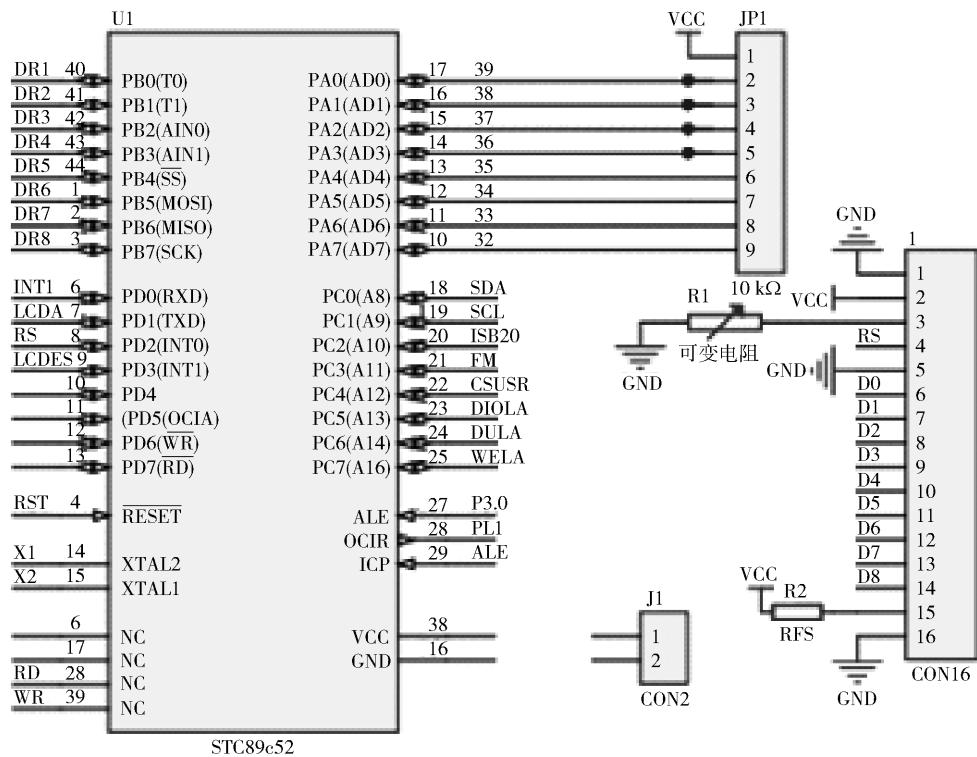 U1
DR1 40 PB0(T0) PA0(AD0) 17 39
DR2 41 PB1(T1) PA1(AD1) 16 38
DR3 42 PB2(AIN0) PA2(AD2) 15 37
DR4 43 PB3(AIN1) PA3(AD3) 14 36
DR5 44 PB4(SS) PA4(AD4) 13 35
DR6 1 PB5(MOSI) PA5(AD5) 12 34
DR7 2 PB6(MISO) PA6(AD6) 11 33
DR8 3 PB7(SCK) PA7(AD7) 10 32
INT1 6 PD0(RXD) PC0(A8) 18 SDA
LCDA 7 PD1(TXD) PC1(A9) 19 SCL
RS 8 PD2(INT0) PC2(A10) 20 ISB20
LCDES 9 PD3(INT1) PC3(A11) 21 FM
10 PD4 PC4(A12) 22 CSUSR
11 (PD5(OCIA) PC5(A13) 23 DIOLA
12 PD6(WR) PC6(A14) 24 DULA
13 PD7(RD) PC7(A16) 25 WELA
RST 4 RESET ALE 27 P3.0
OCIR 28 PL1
X1 14 XTAL2 ICP 29 ALE
X2 15 XTAL1
6 NC VCC 38
17 NC GND 16
RD 28 NC
WR 39 NC
STC89c52
VCC JP1
1
2
3
4
5
6
7
8
9
R1 10 kΩ
可变电阻
GND
J1
1
2
CON2
1
GND 1
VCC 2
3
RS 4
GND 5
D0 6
D1 7
D2 8
D3 9
D4 10
D5 11
D6 12
D7 13
D8 14
VCC R2 15
RFS
16
GND
CON16